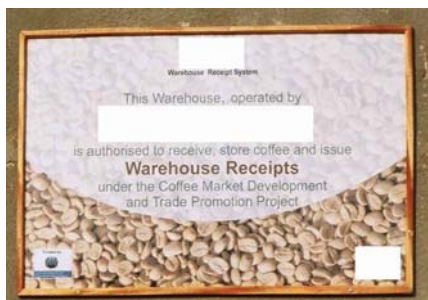 Warehouse Receipt System
This Warehouse, operated by
is authorised to receive, store coffee and issue
Warehouse Receipts
under the Coffee Market Development
and Trade Promotion Project